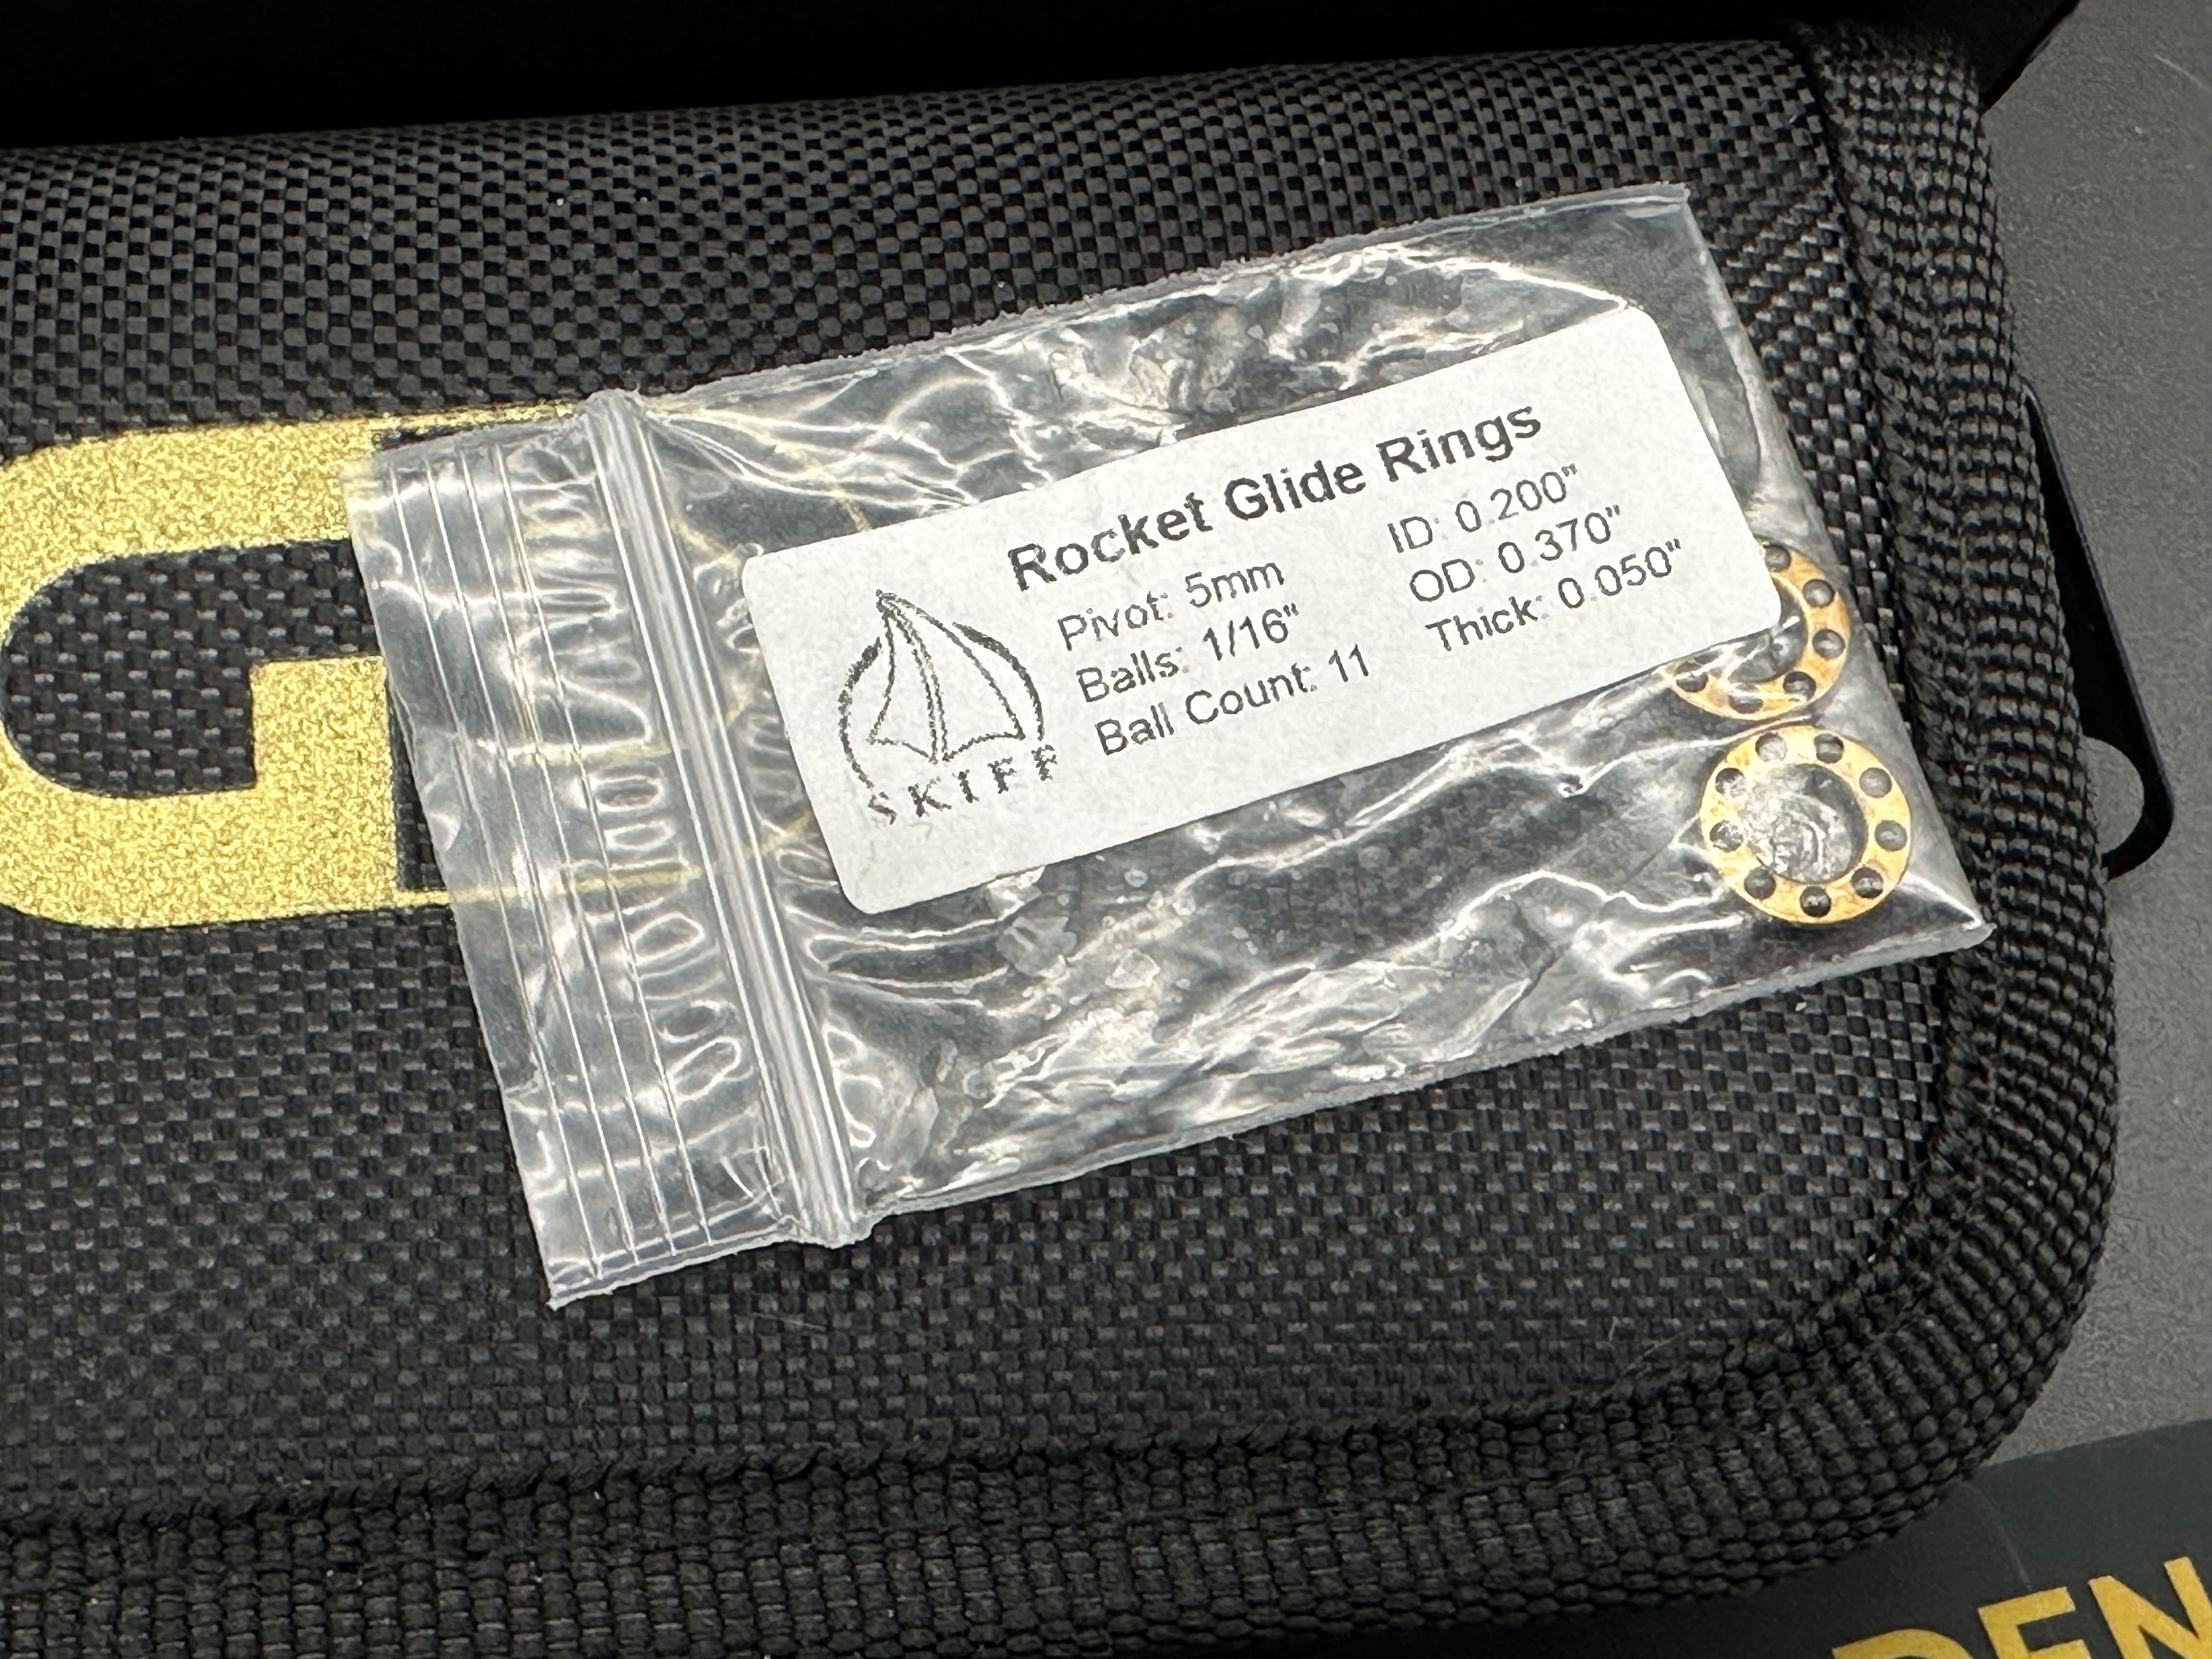 Rocket Glide Rings
Pivot: 5mm
Balls: 1/16"
Ball Count: 11
ID: 0.200"
OD: 0.370"
Thick: 0.050"
SKIFF
G
DEN